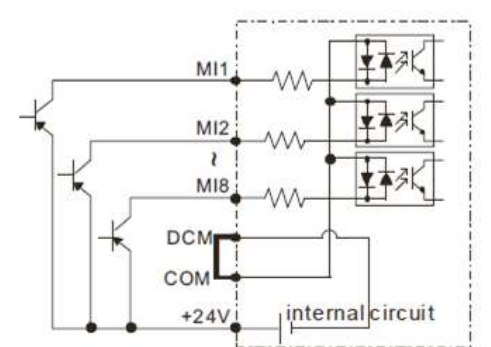 MI1
MI2
~
MI8
DCM
COM
+24V
internal circuit